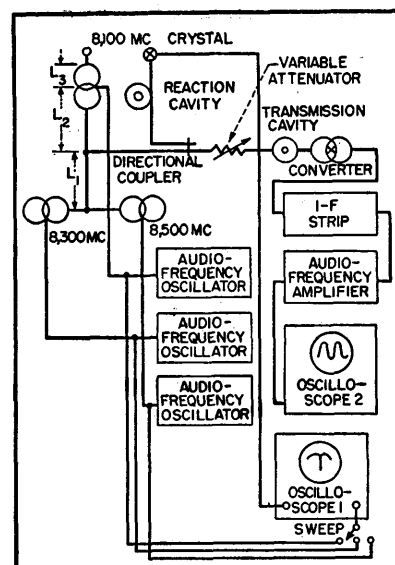 8,100 MC
CRYSTAL
L3
L2
L1
REACTION
CAVITY
VARIABLE
ATTENUATOR
TRANSMISSION
CAVITY
DIRECTIONAL
COUPLER
CONVERTER
I-F
STRIP
8,300MC
8,500 MC
AUDIO-
FREQUENCY
OSCILLATOR
AUDIO-
FREQUENCY
AMPLIFIER
AUDIO-
FREQUENCY
OSCILLATOR
OSCILLO-
SCOPE 2
AUDIO-
FREQUENCY
OSCILLATOR
OSCILLO-
SCOPE 1
SWEEP